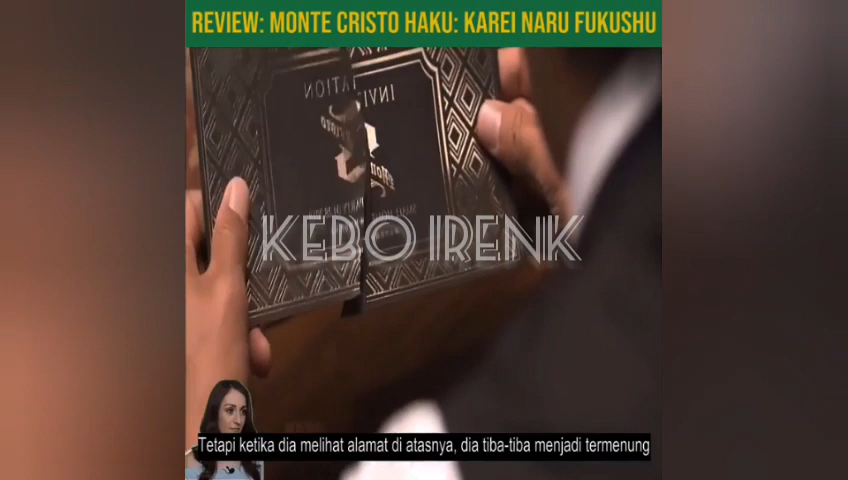 REVIEW: MONTE CRISTO HAKU: KAREI NARU FUKUSHU
INVI
KEBO IRENK
Tetapi ketika dia melihat alamat di atasnya, dia tiba-tiba menjadi termenung